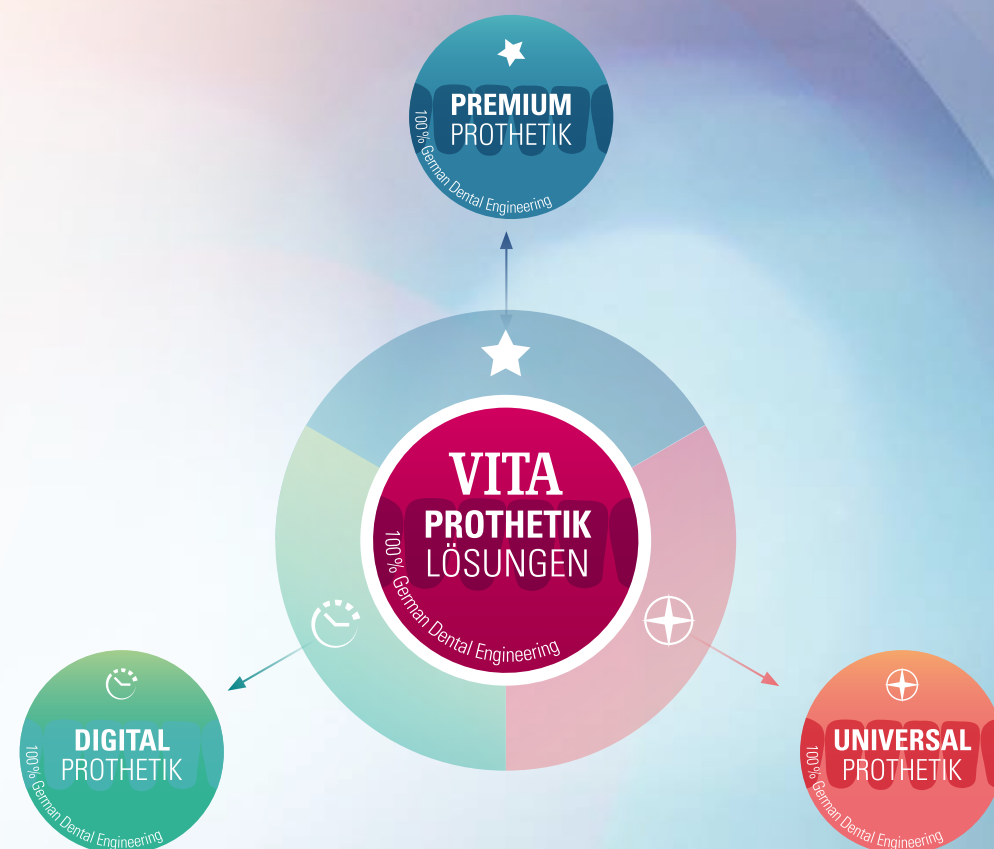 PREMIUM
PROTHETIK
100% German Dental Engineering
VITA
PROTHETIK
LÖSUNGEN
100% German Dental Engineering
DIGITAL
PROTHETIK
100% German Dental Engineering
UNIVERSAL
PROTHETIK
100% German Dental Engineering